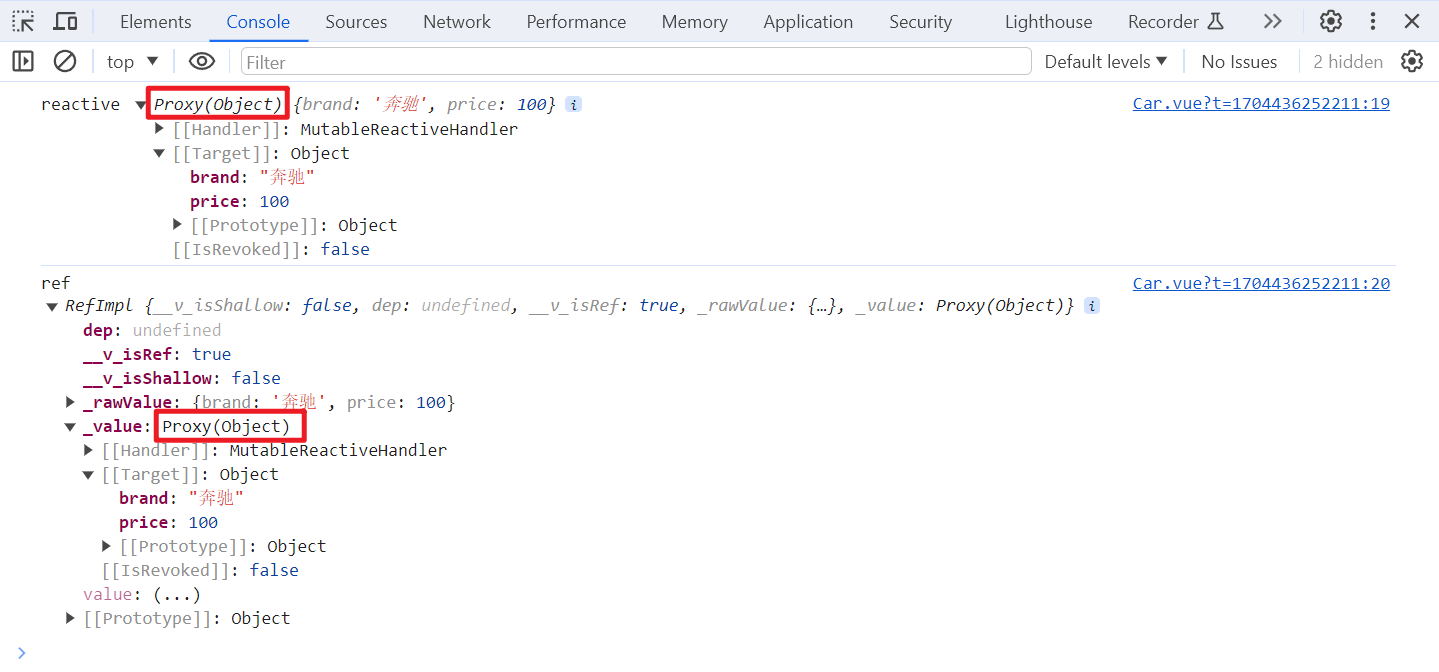 Elements Console Sources Network Performance Memory Application Security Lighthouse Recorder
top Filter Default levels No Issues 2 hidden
reactive Proxy(Object) {brand: '奔驰', price: 100} i Car.vue?t=1704436252211:19
[[Handler]]: MutableReactiveHandler
[[Target]]: Object
brand: "奔驰"
price: 100
[[Prototype]]: Object
[[IsRevoked]]: false
ref Car.vue?t=1704436252211:20
RefImpl {__v_isShallow: false, dep: undefined, __v_isRef: true, _rawValue: {…}, _value: Proxy(Object)} i
dep: undefined
__v_isRef: true
__v_isShallow: false
_rawValue: {brand: '奔驰', price: 100}
_value: Proxy(Object)
[[Handler]]: MutableReactiveHandler
[[Target]]: Object
brand: "奔驰"
price: 100
[[Prototype]]: Object
[[IsRevoked]]: false
value: (...)
[[Prototype]]: Object